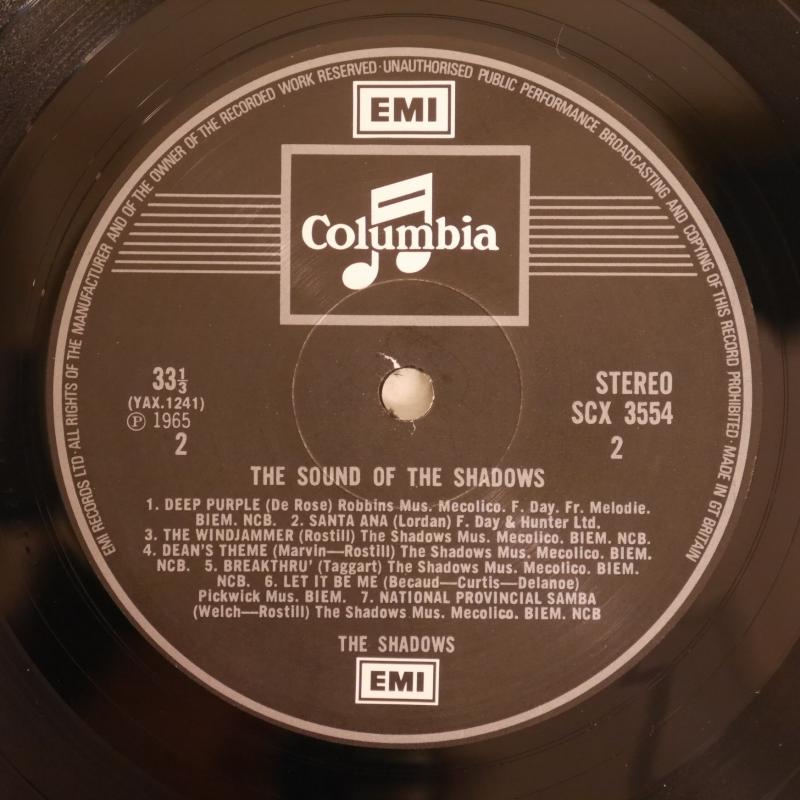 EMI RECORDS LTD · ALL RIGHTS OF THE MANUFACTURER AND OF THE OWNER OF THE RECORDED WORK RESERVED · UNAUTHORISED PUBLIC PERFORMANCE BROADCASTING AND COPYING OF THIS RECORD PROHIBITED · MADE IN GT BRITAIN
EMI
Columbia
33⅓
(YAX.1241)
Ⓟ 1965
2
STEREO
SCX 3554
2
THE SOUND OF THE SHADOWS
1. DEEP PURPLE (De Rose) Robbins Mus. Mecolico. F. Day. Fr. Melodie.
BIEM. NCB. 2. SANTA ANA (Lordan) F. Day & Hunter Ltd.
3. THE WINDJAMMER (Rostill) The Shadows Mus. Mecolico. BIEM. NCB.
4. DEAN'S THEME (Marvin—Rostill) The Shadows Mus. Mecolico. BIEM.
NCB. 5. BREAKTHRU' (Taggart) The Shadows Mus. Mecolico. BIEM.
NCB. 6. LET IT BE ME (Becaud—Curtis—Delanoe)
Pickwick Mus. BIEM. 7. NATIONAL PROVINCIAL SAMBA
(Welch—Rostill) The Shadows Mus. Mecolico. BIEM. NCB
THE SHADOWS
EMI